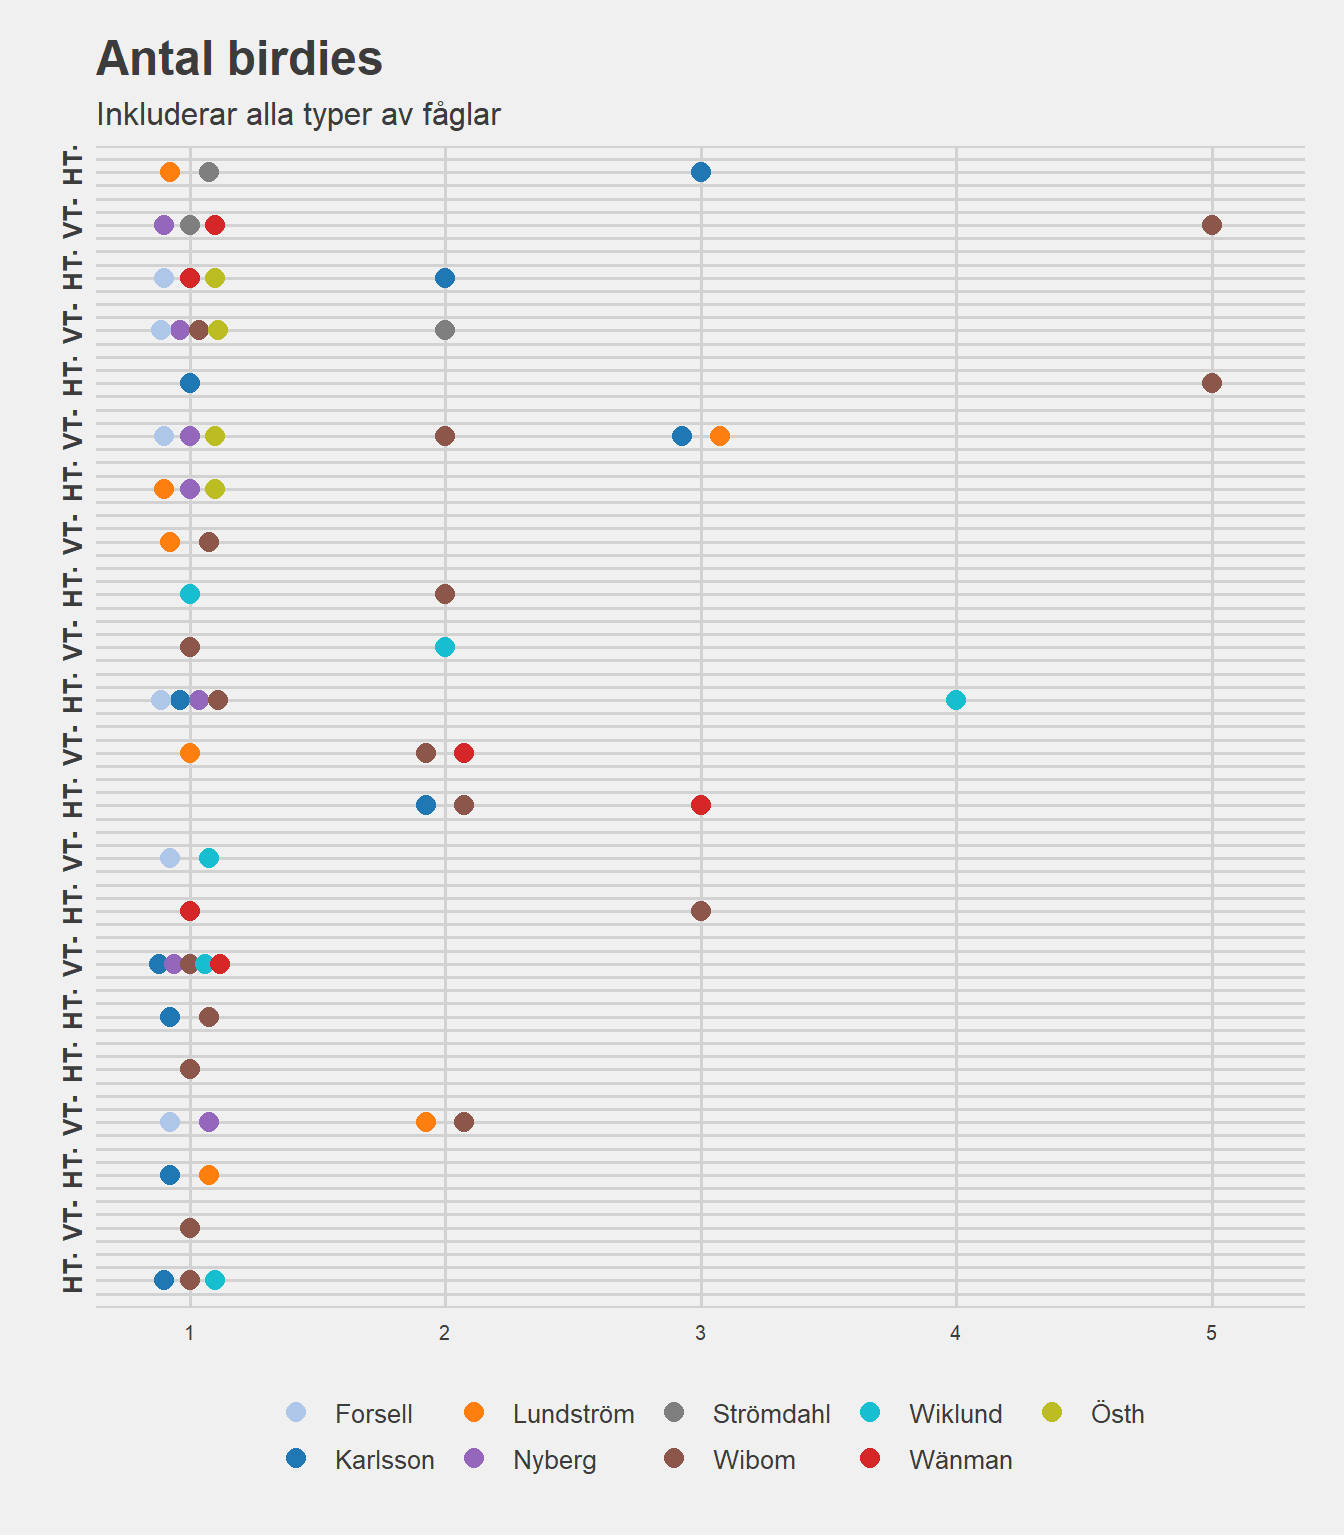 Antal birdies
Inkluderar alla typer av fåglar
HT-
VT-
HT-
VT-
HT-
VT-
HT-
VT-
HT-
VT-
HT-
VT-
HT-
VT-
HT-
VT-
HT-
HT-
VT-
HT-
VT-
HT-
1 2 3 4 5
Forsell Lundström Strömdahl Wiklund Östh
Karlsson Nyberg Wibom Wänman